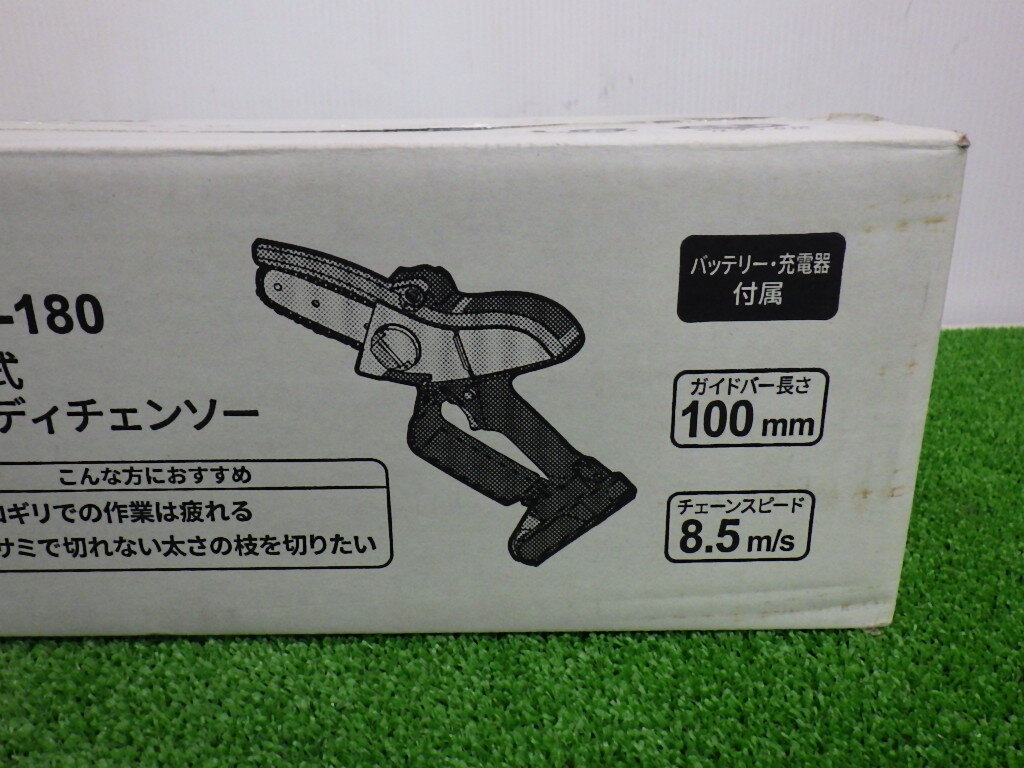 -180
式
ディチェンソー
こんな方におすすめ
コギリでの作業は疲れる
サミで切れない太さの枝を切りたい
バッテリー・充電器
付属
ガイドバー長さ
100 mm
チェーンスピード
8.5 m/s